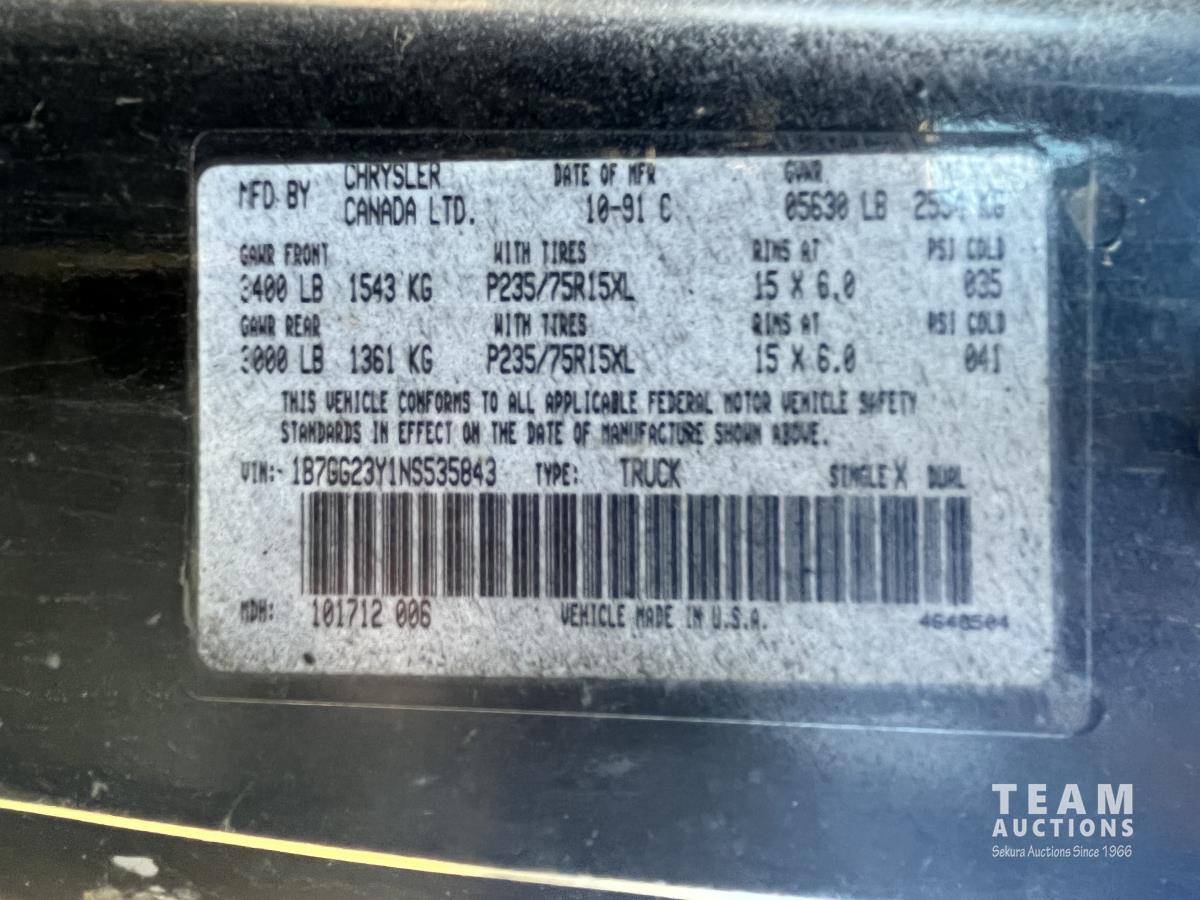 MFD BY CHRYSLER CANADA LTD. DATE OF MFR 10-91 C GVWR 05630 LB KG
GAWR FRONT WITH TIRES RIMS AT PSI COLD
3400 LB 1543 KG P235/75R15XL 15 X 6.0 035
GAWR REAR WITH TIRES RIMS AT PSI COLD
3000 LB 1361 KG P235/75R15XL 15 X 6.0 041
THIS VEHICLE CONFORMS TO ALL APPLICABLE FEDERAL MOTOR VEHICLE SAFETY
STANDARDS IN EFFECT ON THE DATE OF MANUFACTURE SHOWN ABOVE.
VIN:- 1B7GG23Y1NS535843 TYPE: TRUCK SINGLE X DUAL
MDH: 101712 006 VEHICLE MADE IN U.S.A. 4648504
TEAM
AUCTIONS
Sekura Auctions Since 1966